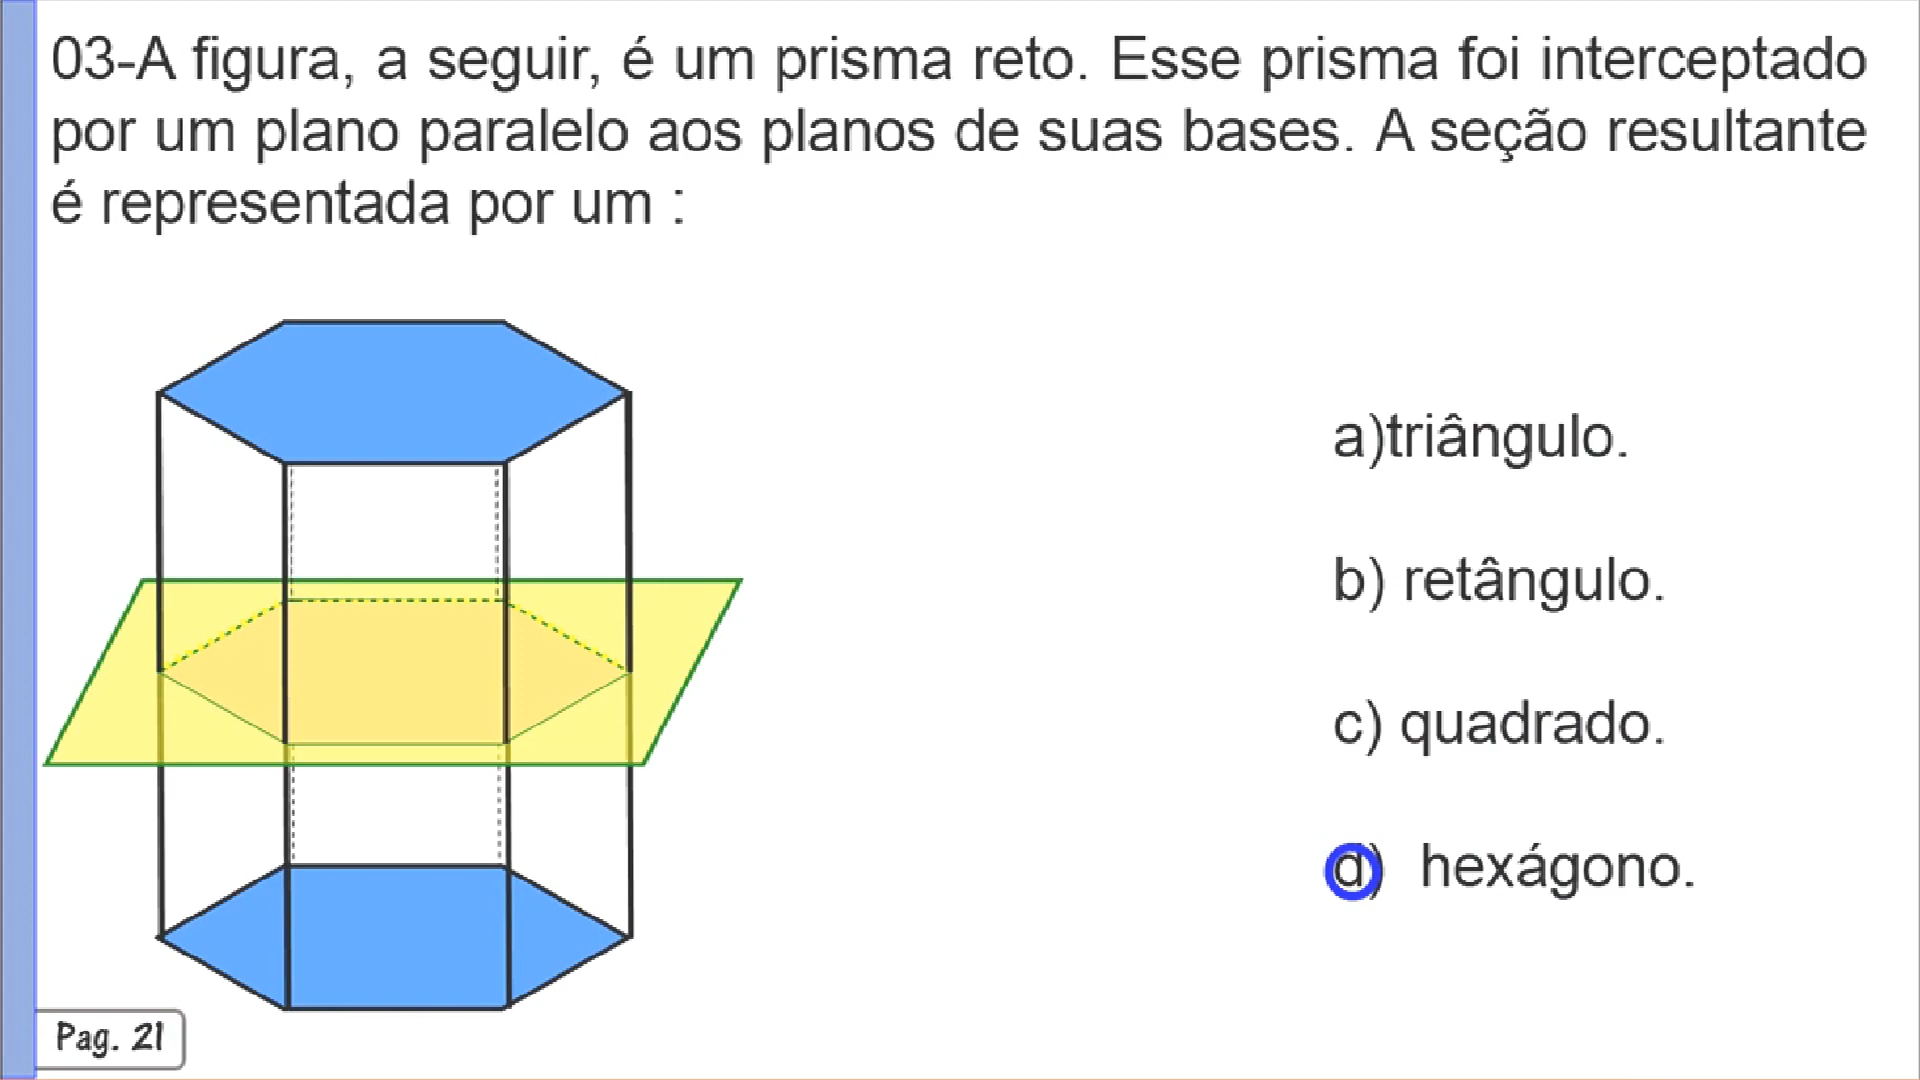 03-A figura, a seguir, é um prisma reto. Esse prisma foi interceptado
por um plano paralelo aos planos de suas bases. A seção resultante
é representada por um :
a)triângulo.
b) retângulo.
c) quadrado.
d) hexágono.
Pag. 21